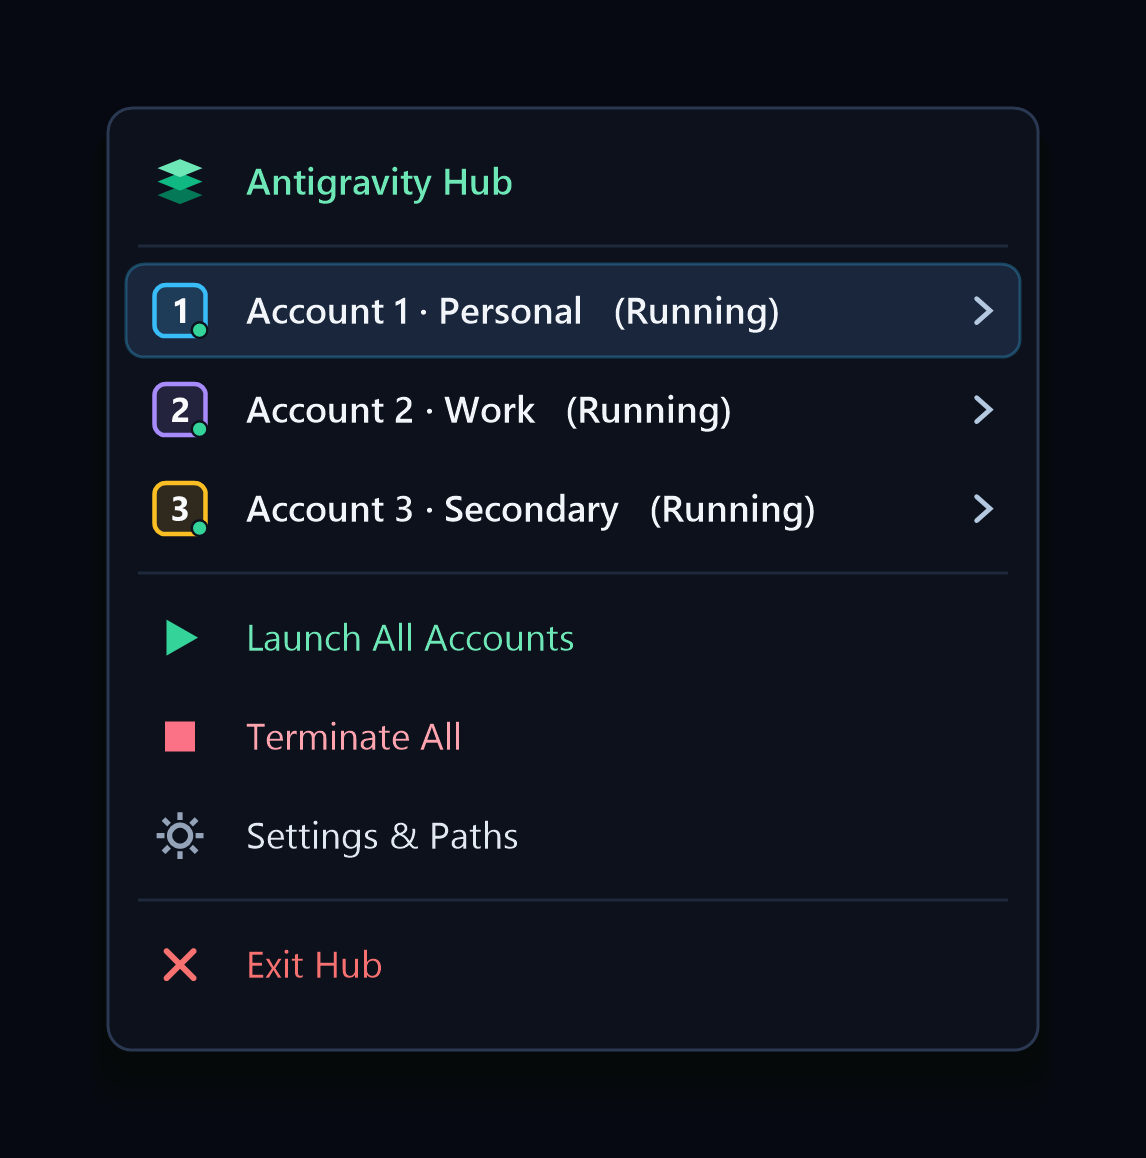 Antigravity Hub
1 Account 1 · Personal (Running)
2 Account 2 · Work (Running)
3 Account 3 · Secondary (Running)
Launch All Accounts
Terminate All
Settings & Paths
Exit Hub